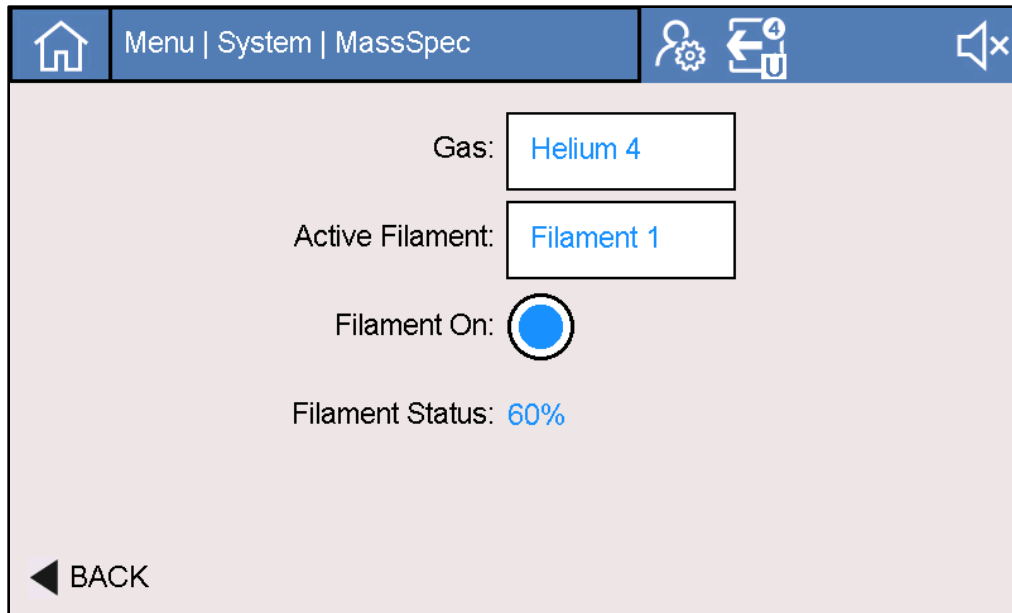 Menu | System | MassSpec
4
U
Gas: Helium 4
Active Filament: Filament 1
Filament On:
Filament Status: 60%
BACK